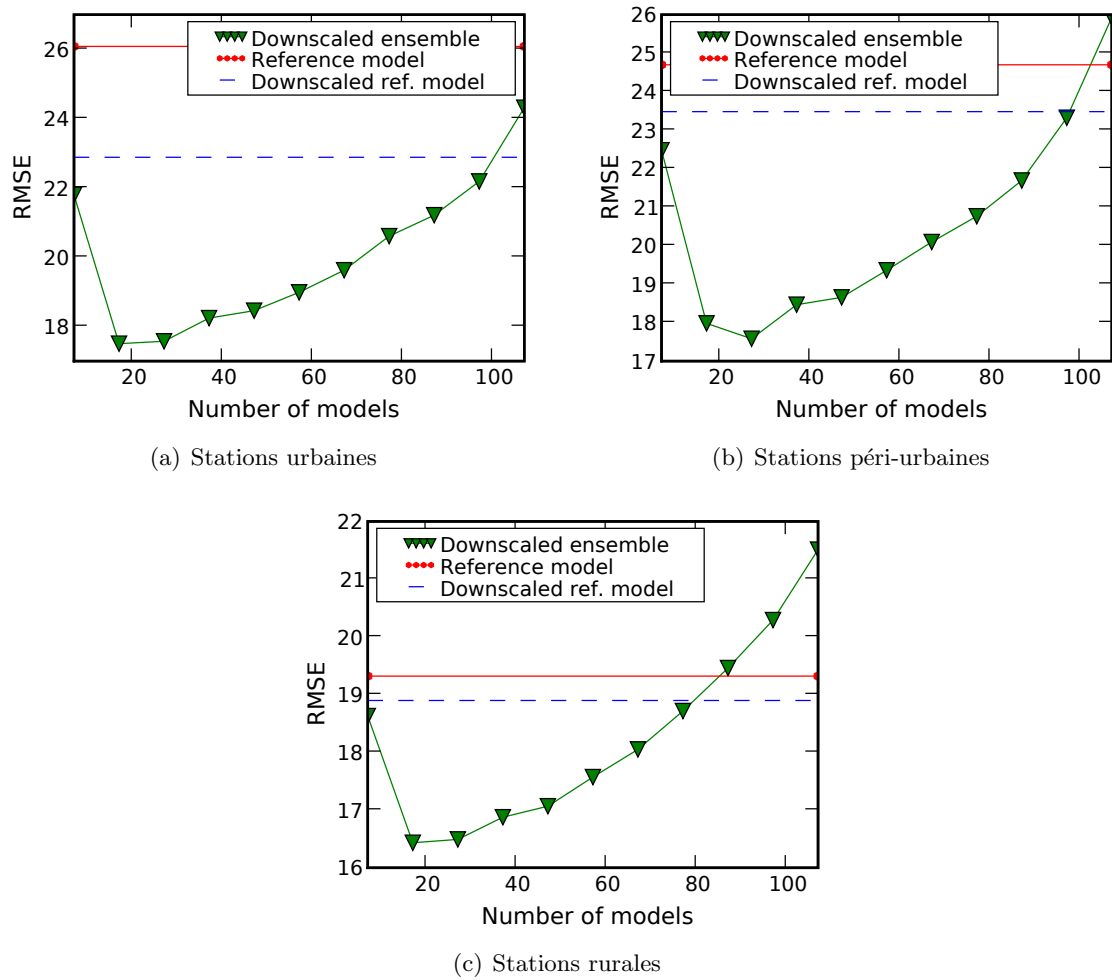 26
24
22
20
18
RMSE
Downscaled ensemble
Reference model
Downscaled ref. model
20 40 60 80 100
Number of models
(a) Stations urbaines
26
25
24
23
22
21
20
19
18
17
RMSE
Downscaled ensemble
Reference model
Downscaled ref. model
20 40 60 80 100
Number of models
(b) Stations péri-urbaines
22
21
20
19
18
17
16
RMSE
Downscaled ensemble
Reference model
Downscaled ref. model
20 40 60 80 100
Number of models
(c) Stations rurales